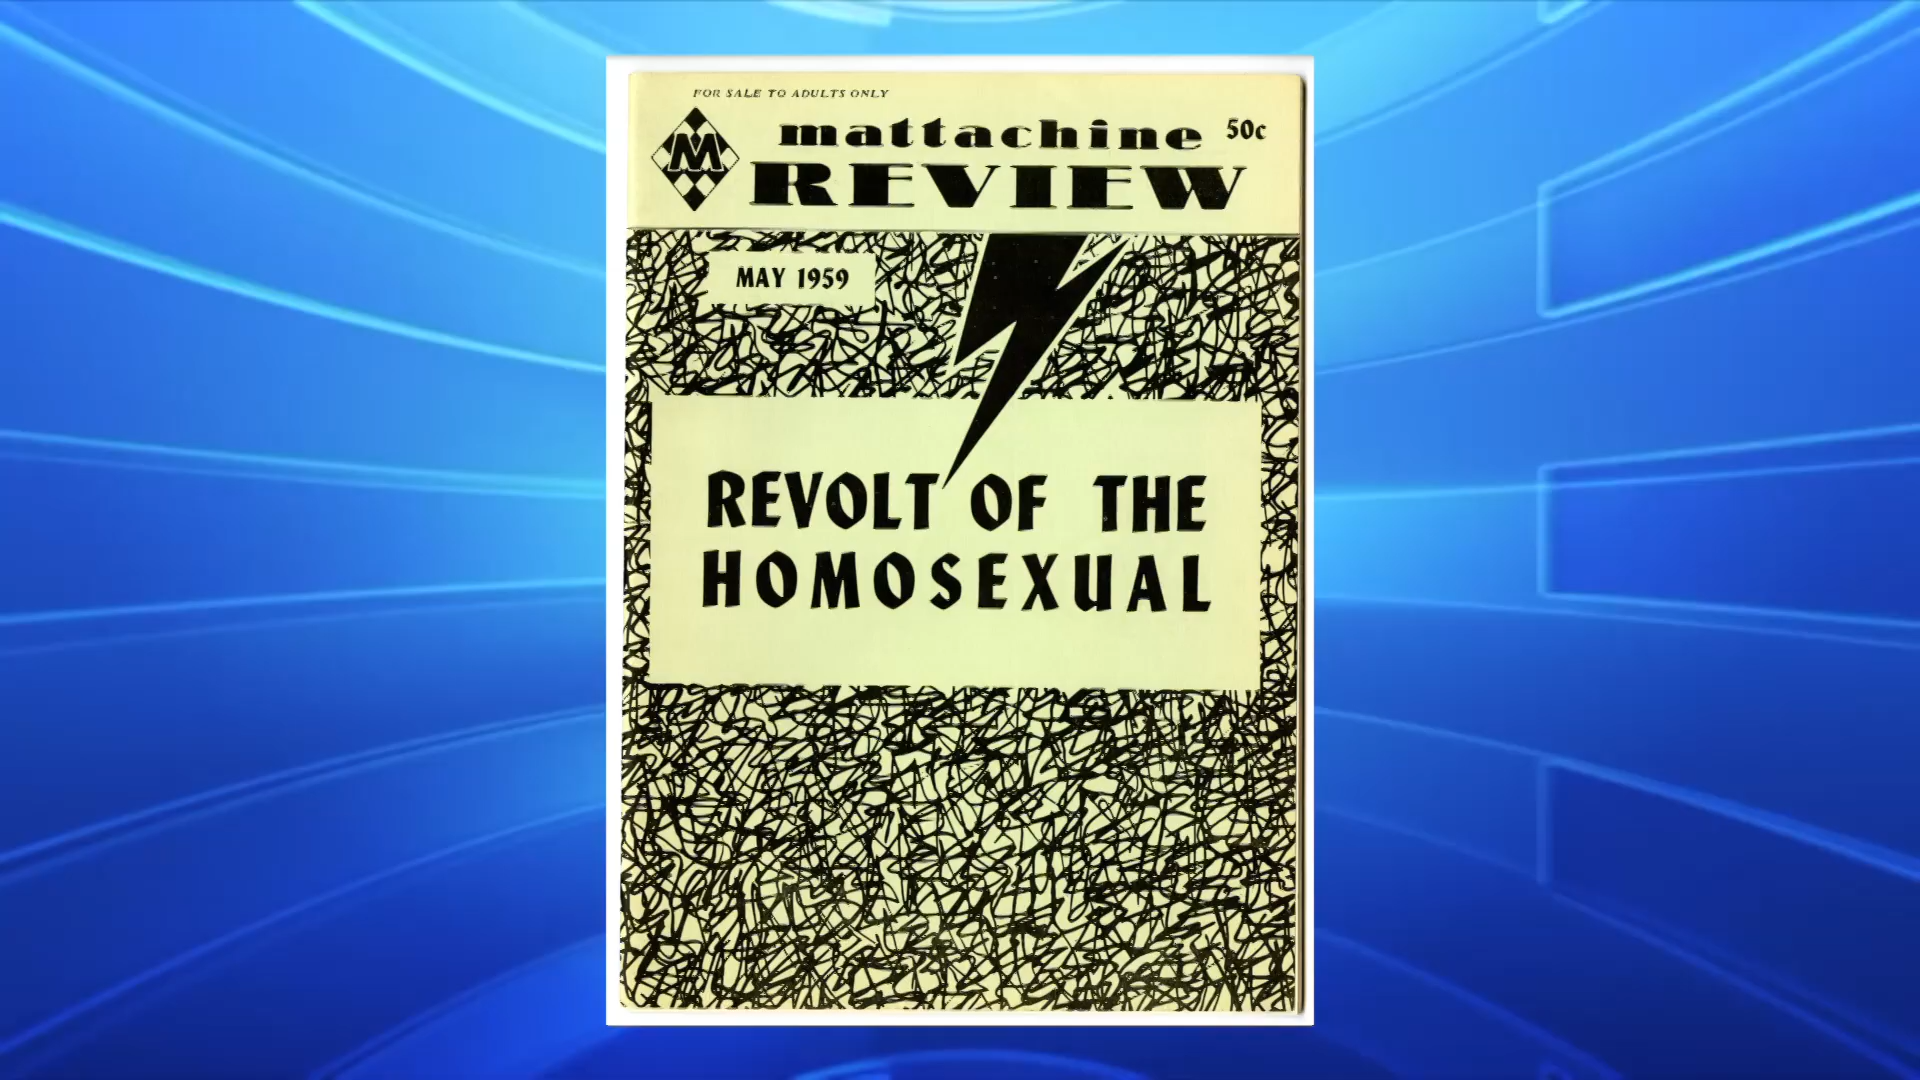 FOR SALE TO ADULTS ONLY
M
mattachine
50c
REVIEW
MAY 1959
REVOLT OF THE
HOMOSEXUAL